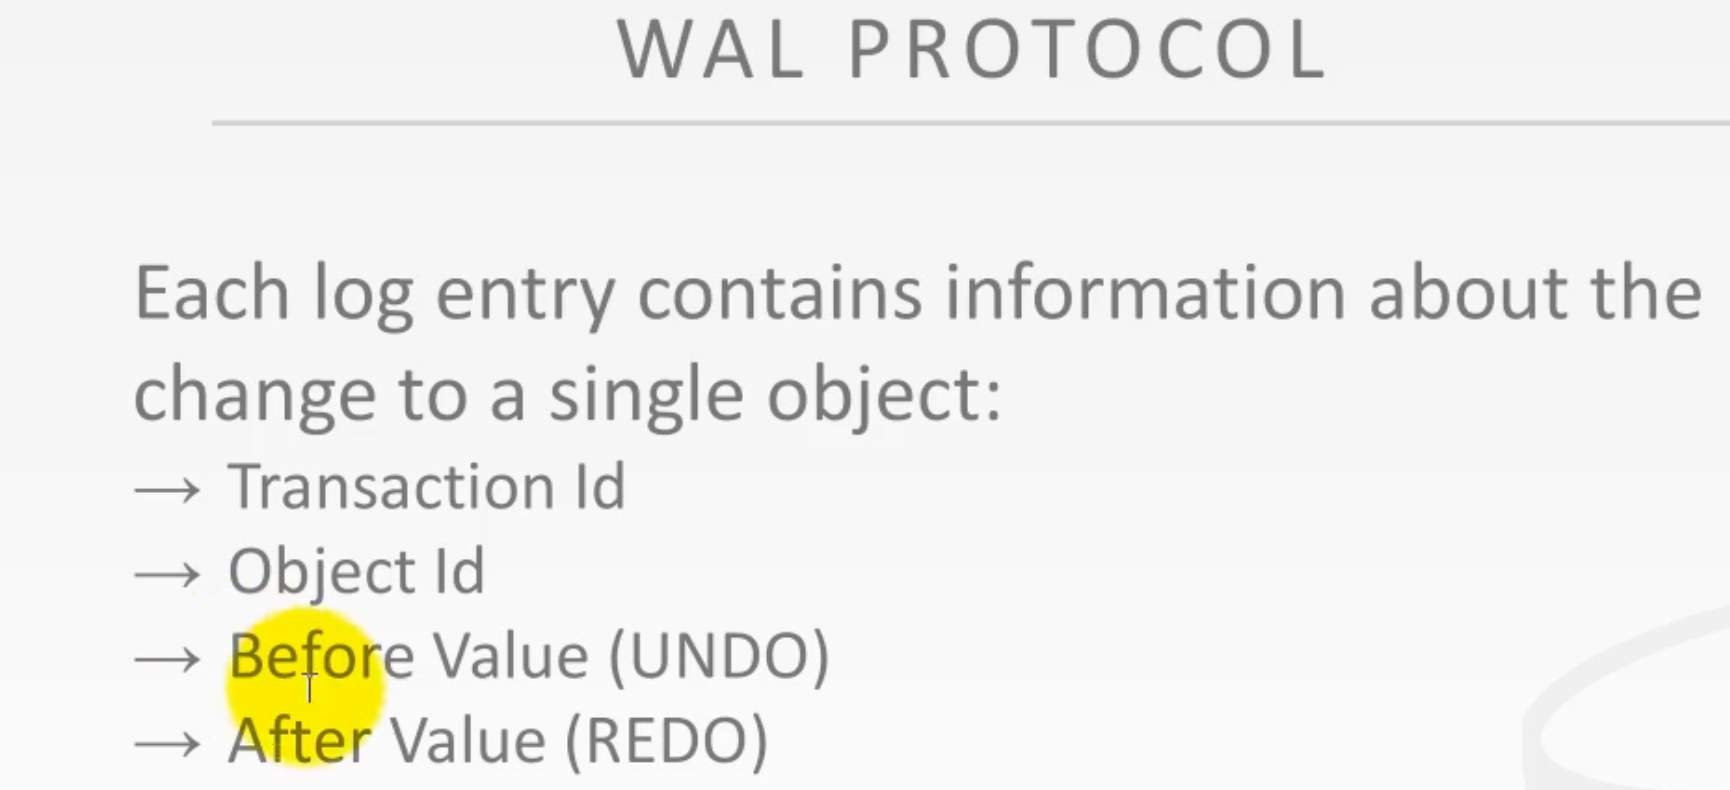 WAL PROTOCOL
Each log entry contains information about the
change to a single object:
→ Transaction Id
→ Object Id
→ Before Value (UNDO)
→ After Value (REDO)